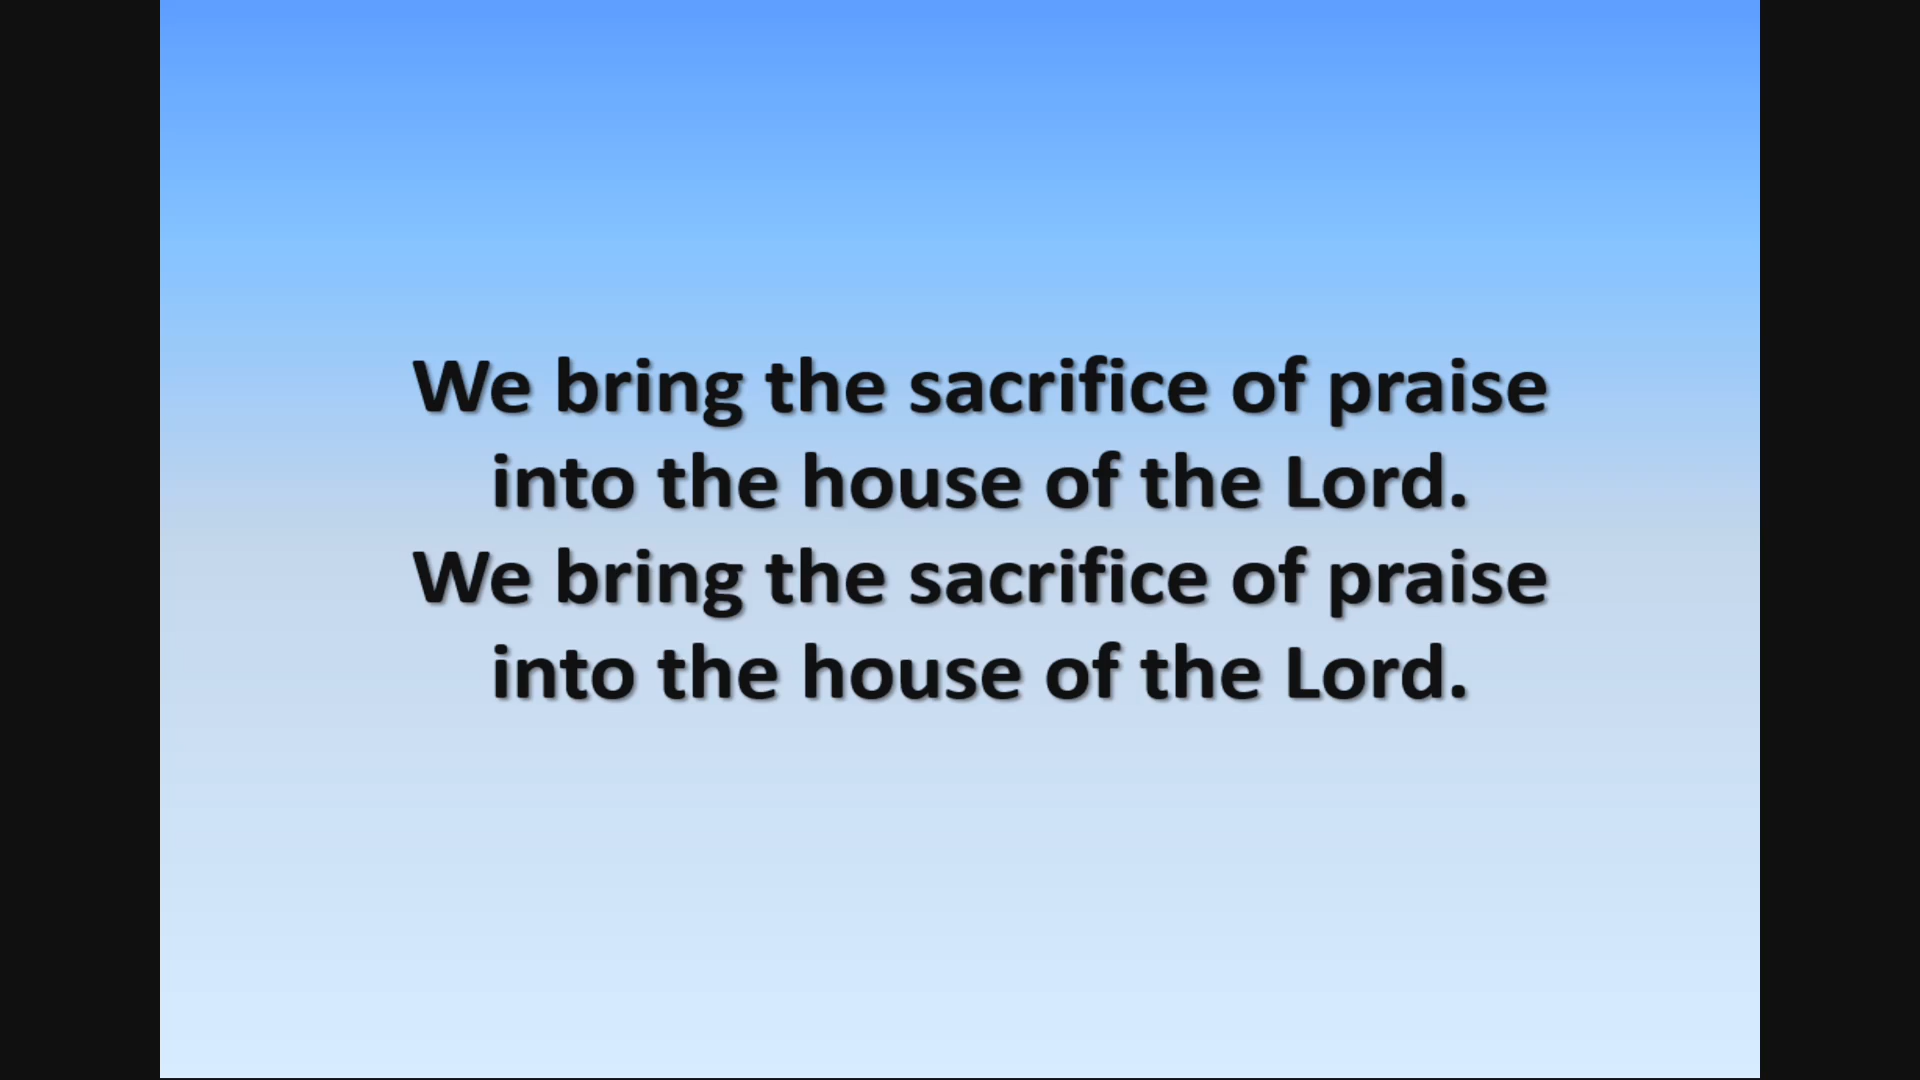 We bring the sacrifice of praise
into the house of the Lord.
We bring the sacrifice of praise
into the house of the Lord.